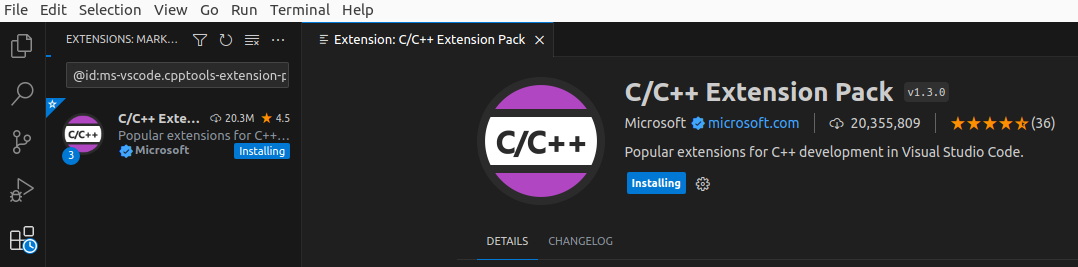 File Edit Selection View Go Run Terminal Help
EXTENSIONS: MARK...
Extension: C/C++ Extension Pack
@id:ms-vscode.cpptools-extension-p
C/C++
3
C/C++ Exte... 20.3M 4.5
Popular extensions for C++...
Microsoft Installing
C/C++
C/C++ Extension Pack v1.3.0
Microsoft microsoft.com 20,355,809 (36)
Popular extensions for C++ development in Visual Studio Code.
Installing
DETAILS CHANGELOG